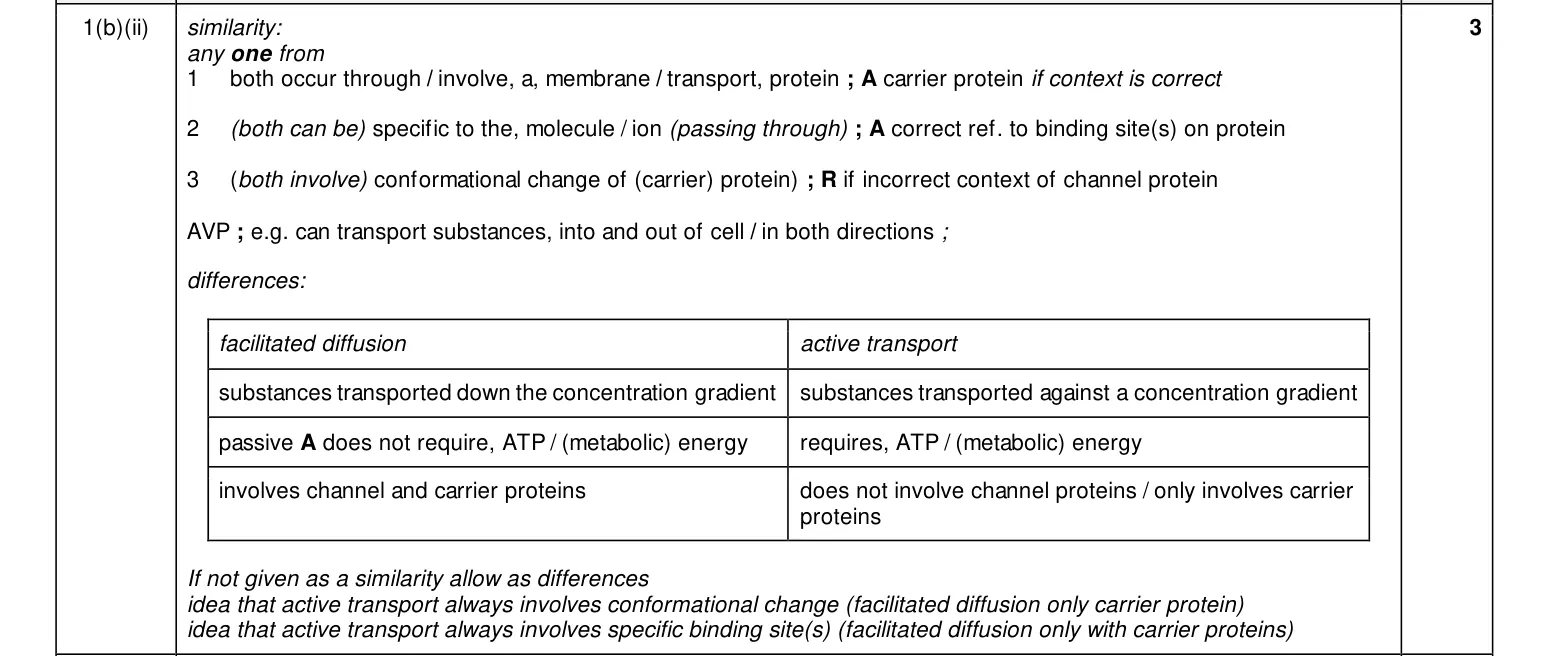 1(b)(ii)
similarity:
3
any one from
1 both occur through / involve, a, membrane / transport, protein ; A carrier protein if context is correct
2 (both can be) specific to the, molecule / ion (passing through) ; A correct ref. to binding site(s) on protein
3 (both involve) conformational change of (carrier) protein) ; R if incorrect context of channel protein
AVP ; e.g. can transport substances, into and out of cell / in both directions ;
differences:
facilitated diffusion
active transport
substances transported down the concentration gradient
substances transported against a concentration gradient
passive A does not require, ATP / (metabolic) energy
requires, ATP / (metabolic) energy
involves channel and carrier proteins
does not involve channel proteins / only involves carrier
proteins
If not given as a similarity allow as differences
idea that active transport always involves conformational change (facilitated diffusion only carrier protein)
idea that active transport always involves specific binding site(s) (facilitated diffusion only with carrier proteins)